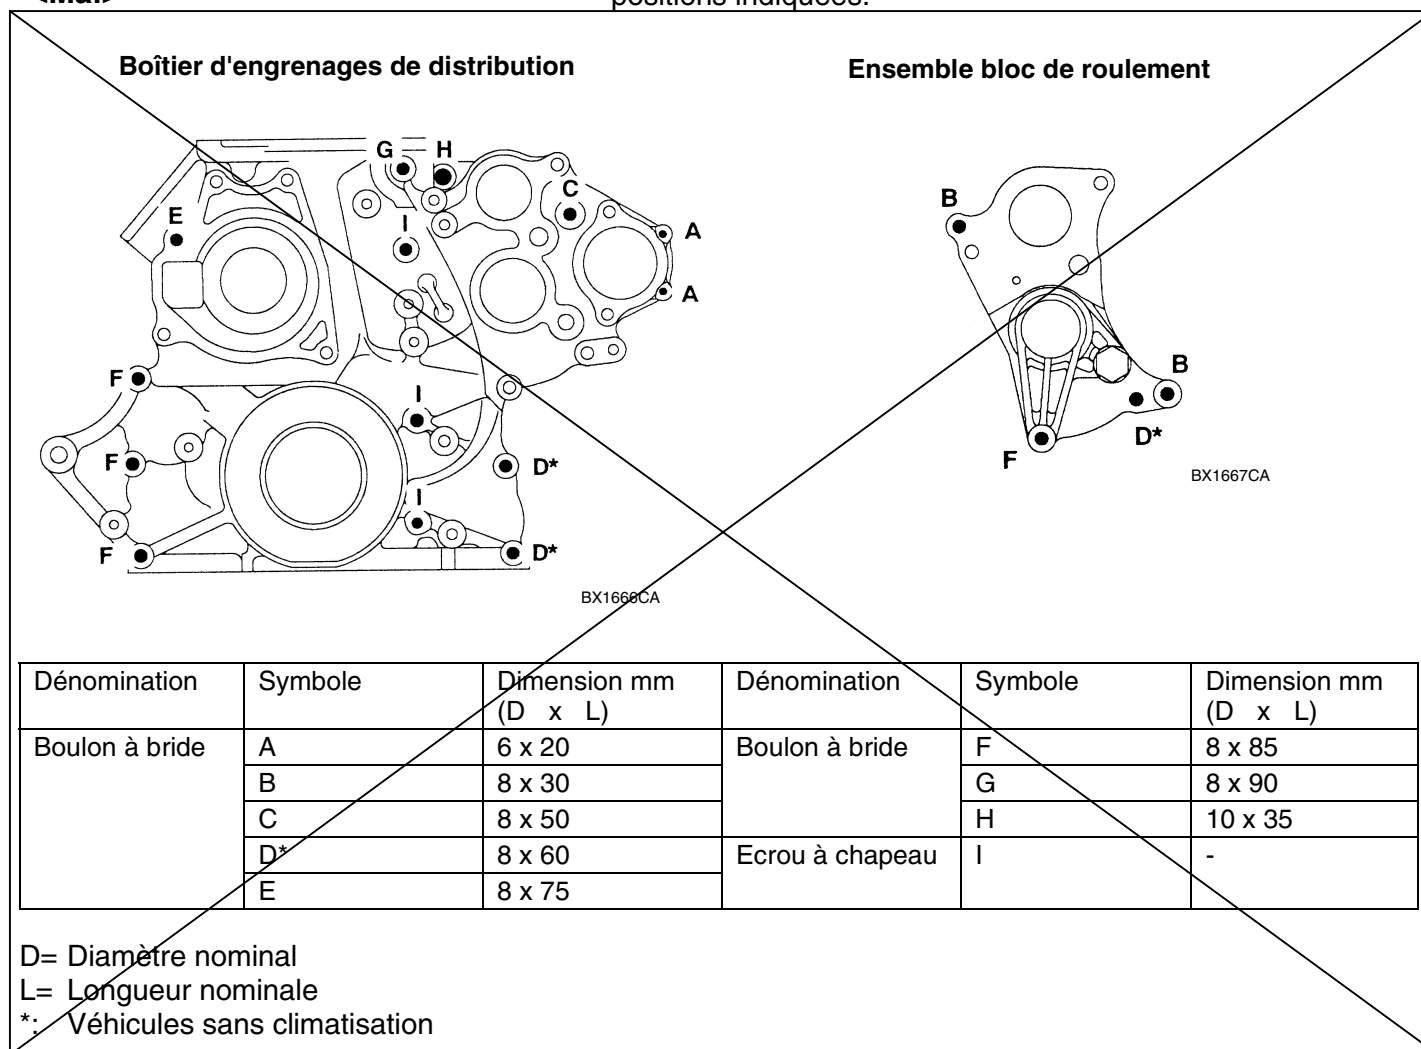 positions indiquées.
Boîtier d'engrenages de distribution
Ensemble bloc de roulement
G
H
C
E
I
A
A
F
I
F
D*
I
F
D*
BX1666CA
B
B
D*
F
BX1667CA
Dénomination Symbole Dimension mm (D x L) Dénomination Symbole Dimension mm (D x L)
Boulon à bride A 6 x 20 Boulon à bride F 8 x 85
B 8 x 30 G 8 x 90
C 8 x 50 H 10 x 35
D* 8 x 60 Ecrou à chapeau I -
E 8 x 75
D= Diamètre nominal
L= Longueur nominale
*: Véhicules sans climatisation